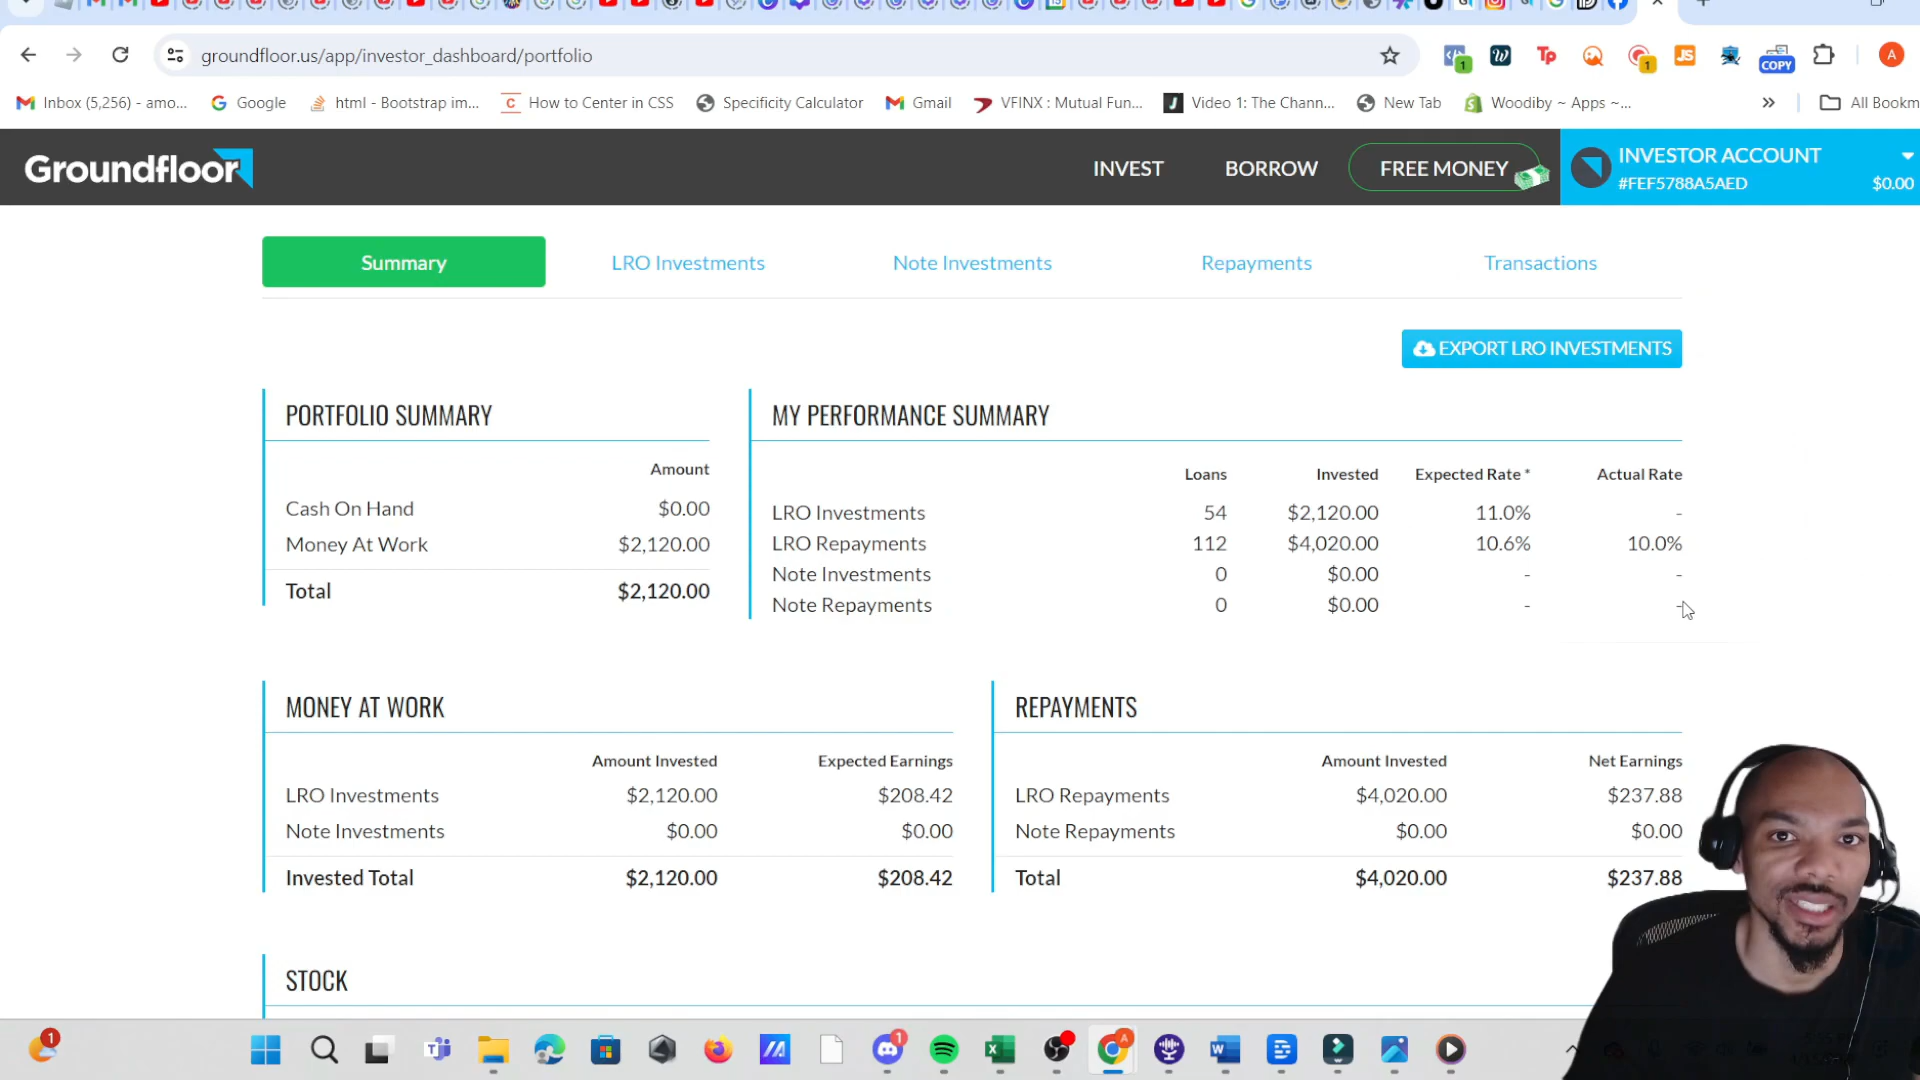 groundfloor.us/app/investor_dashboard/portfolio
1
1
COPY
A
Inbox (5,256) - amo...
Google
html - Bootstrap im...
How to Center in CSS
Specificity Calculator
Gmail
VFINX : Mutual Fun...
Video 1: The Chann...
New Tab
Woodiby ~ Apps ~...
»
All Bookm
Groundfloor
INVEST
BORROW
FREE MONEY
INVESTOR ACCOUNT
#FEF5788A5AED
$0.00
Summary
LRO Investments
Note Investments
Repayments
Transactions
EXPORT LRO INVESTMENTS
PORTFOLIO SUMMARY
Amount
Cash On Hand $0.00
Money At Work $2,120.00
Total $2,120.00
MY PERFORMANCE SUMMARY
Loans Invested Expected Rate * Actual Rate
LRO Investments 54 $2,120.00 11.0% -
LRO Repayments 112 $4,020.00 10.6% 10.0%
Note Investments 0 $0.00 - -
Note Repayments 0 $0.00 - -
MONEY AT WORK
Amount Invested Expected Earnings
LRO Investments $2,120.00 $208.42
Note Investments $0.00 $0.00
Invested Total $2,120.00 $208.42
REPAYMENTS
Amount Invested Net Earnings
LRO Repayments $4,020.00 $237.88
Note Repayments $0.00 $0.00
Total $4,020.00 $237.88
STOCK
1
1
A